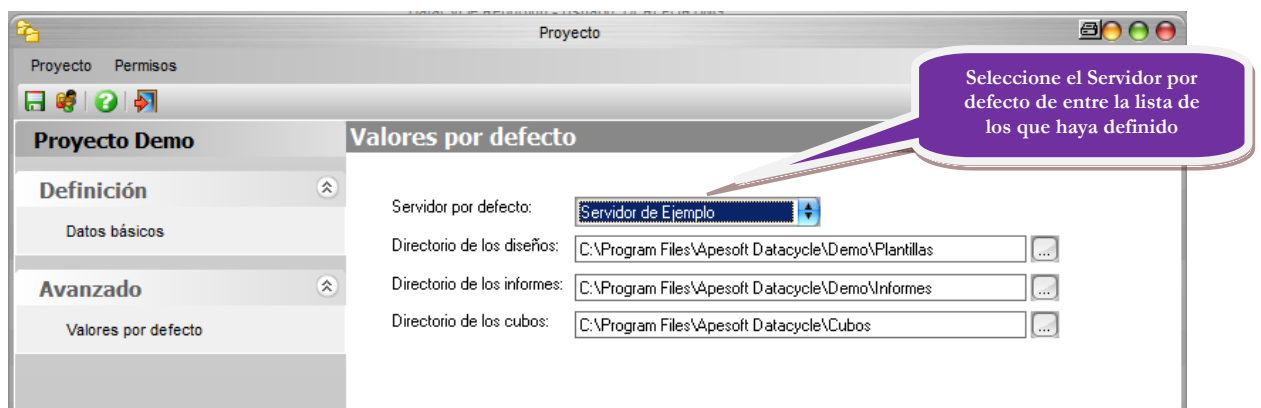 Proyecto
Proyecto Permisos
Seleccione el Servidor por
defecto de entre la lista de
los que haya definido
Proyecto Demo
Valores por defecto
Definición
Datos básicos
Avanzado
Valores por defecto
Servidor por defecto: Servidor de Ejemplo
Directorio de los diseños: C:\Program Files\Apesoft Datacycle\Demo\Plantillas ...
Directorio de los informes: C:\Program Files\Apesoft Datacycle\Demo\Informes ...
Directorio de los cubos: C:\Program Files\Apesoft Datacycle\Cubos ...